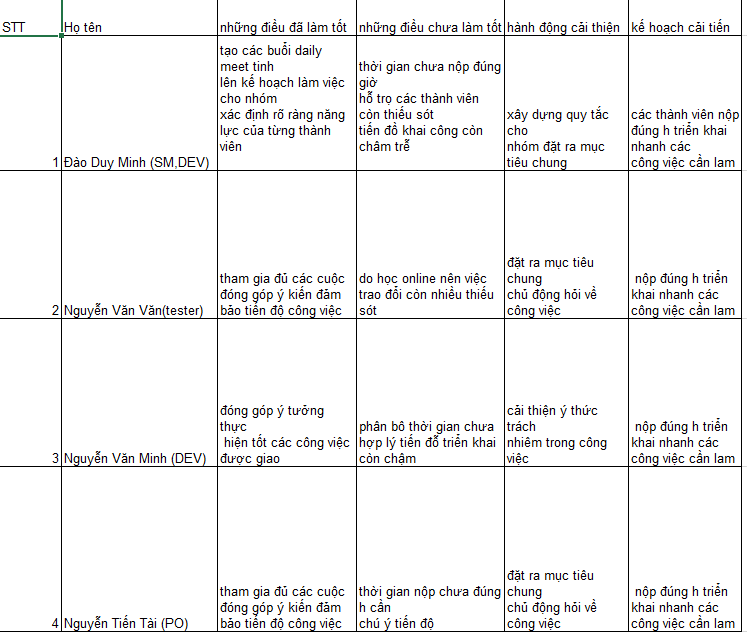 STT Họ tên những điều đã làm tốt những điều chưa làm tốt hành động cải thiện kế hoạch cải tiến
1 Đào Duy Minh (SM,DEV)
tạo các buổi daily
meet tinh
lên kế hoạch làm việc
cho nhóm
xác định rõ ràng năng
lực của từng thành
viên
thời gian chưa nộp đúng
giờ
hỗ trọ các thành viên
còn thiếu sót
tiến đồ khai công còn
châm trễ
xây dựng quy tắc
cho
nhóm đặt ra mục
tiêu chung
các thành viên nộp
đúng h triển khai
nhanh các
công việc cần lam
2 Nguyễn Văn Văn(tester)
tham gia đủ các cuộc
đóng góp ý kiến đảm
bảo tiến độ công việc
do học online nên việc
trao đổi còn nhiều thiếu
sót
đặt ra mục tiêu
chung
chủ động hỏi về
công việc
nộp đúng h triển
khai nhanh các
công việc cần lam
3 Nguyễn Văn Minh (DEV)
đóng góp ý tưởng
thực
hiện tốt các công việc
được giao
phân bô thời gian chưa
hợp lý tiến đỗ triển khai
còn chậm
cải thiện ý thức
trách
nhiêm trong công
việc
nộp đúng h triển
khai nhanh các
công việc cần lam
4 Nguyễn Tiến Tài (PO)
tham gia đủ các cuộc
đóng góp ý kiến đảm
bảo tiến độ công việc
thời gian nộp chưa đúng
h cần
chú ý tiến độ
đặt ra mục tiêu
chung
chủ động hỏi về
công việc
nộp đúng h triển
khai nhanh các
công việc cần lam